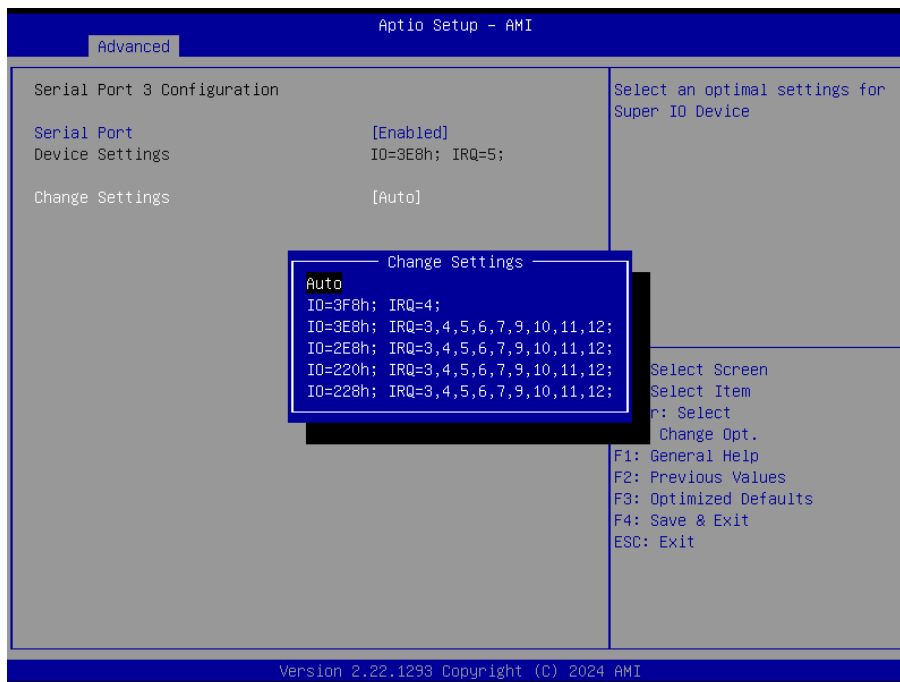 Aptio Setup – AMI
Advanced
Serial Port 3 Configuration
Serial Port [Enabled]
Device Settings IO=3E8h; IRQ=5;
Change Settings [Auto]
Select an optimal settings for
Super IO Device
Change Settings
Auto
IO=3F8h; IRQ=4;
IO=3E8h; IRQ=3,4,5,6,7,9,10,11,12;
IO=2E8h; IRQ=3,4,5,6,7,9,10,11,12;
IO=220h; IRQ=3,4,5,6,7,9,10,11,12;
IO=228h; IRQ=3,4,5,6,7,9,10,11,12;
Select Screen
Select Item
r: Select
Change Opt.
F1: General Help
F2: Previous Values
F3: Optimized Defaults
F4: Save & Exit
ESC: Exit
Version 2.22.1293 Copyright (C) 2024 AMI